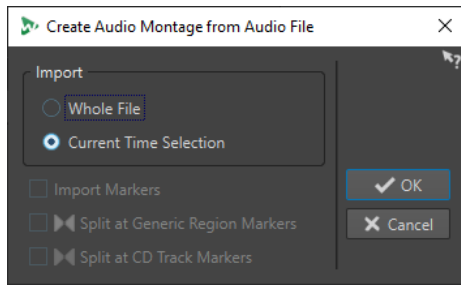 Create Audio Montage from Audio File
Import
Whole File
Current Time Selection
Import Markers
Split at Generic Region Markers
Split at CD Track Markers
OK
Cancel